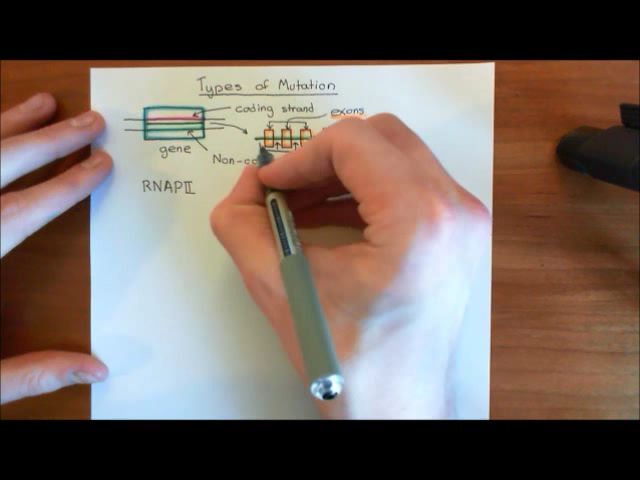 Types of Mutation
coding strand
exons
gene
RNAPII